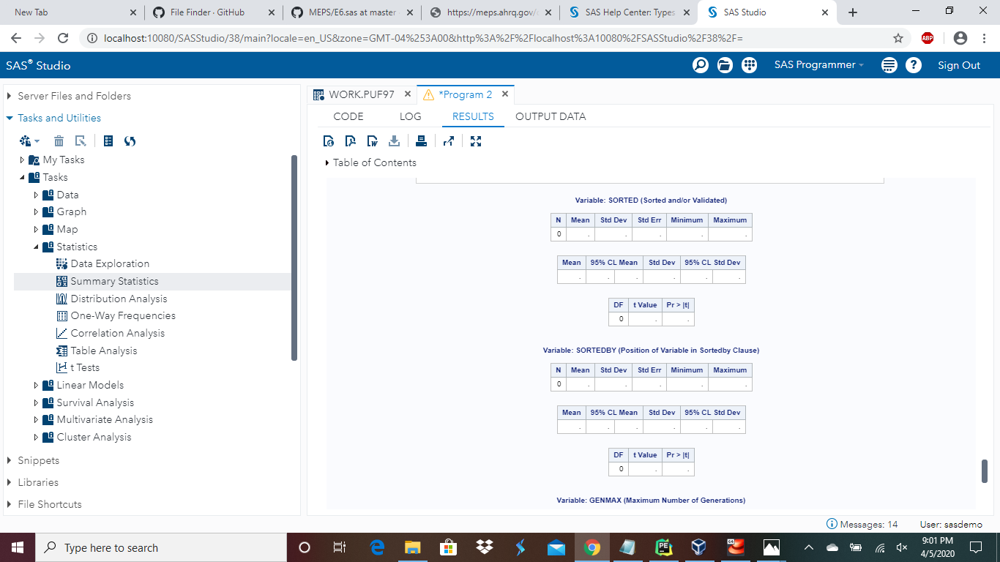 New Tab
File Finder · GitHub
MEPS/E6.sas at master
https://meps.ahrq.gov/
SAS Help Center: Types
SAS Studio
localhost:10080/SASStudio/38/main?locale=en_US&zone=GMT-04%253A00&http%3A%2F%2Flocalhost%3A10080%2FSASStudio%2F38%2F=
ABP
SAS® Studio
SAS Programmer
Sign Out
Server Files and Folders
Tasks and Utilities
My Tasks
Tasks
Data
Graph
Map
Statistics
Data Exploration
Summary Statistics
Distribution Analysis
One-Way Frequencies
Correlation Analysis
Table Analysis
t Tests
Linear Models
Survival Analysis
Multivariate Analysis
Cluster Analysis
Snippets
Libraries
File Shortcuts
WORK.PUF97
*Program 2
CODE LOG RESULTS OUTPUT DATA
Table of Contents
Variable: SORTED (Sorted and/or Validated)
N Mean Std Dev Std Err Minimum Maximum
0 . . . . .
Mean 95% CL Mean Std Dev 95% CL Std Dev
. . . . . .
DF t Value Pr > |t|
0 . .
Variable: SORTEDBY (Position of Variable in Sortedby Clause)
N Mean Std Dev Std Err Minimum Maximum
0 . . . . .
Mean 95% CL Mean Std Dev 95% CL Std Dev
. . . . . .
DF t Value Pr > |t|
0 . .
Variable: GENMAX (Maximum Number of Generations)
Messages: 14
User: sasdemo
Type here to search
9:01 PM
4/5/2020